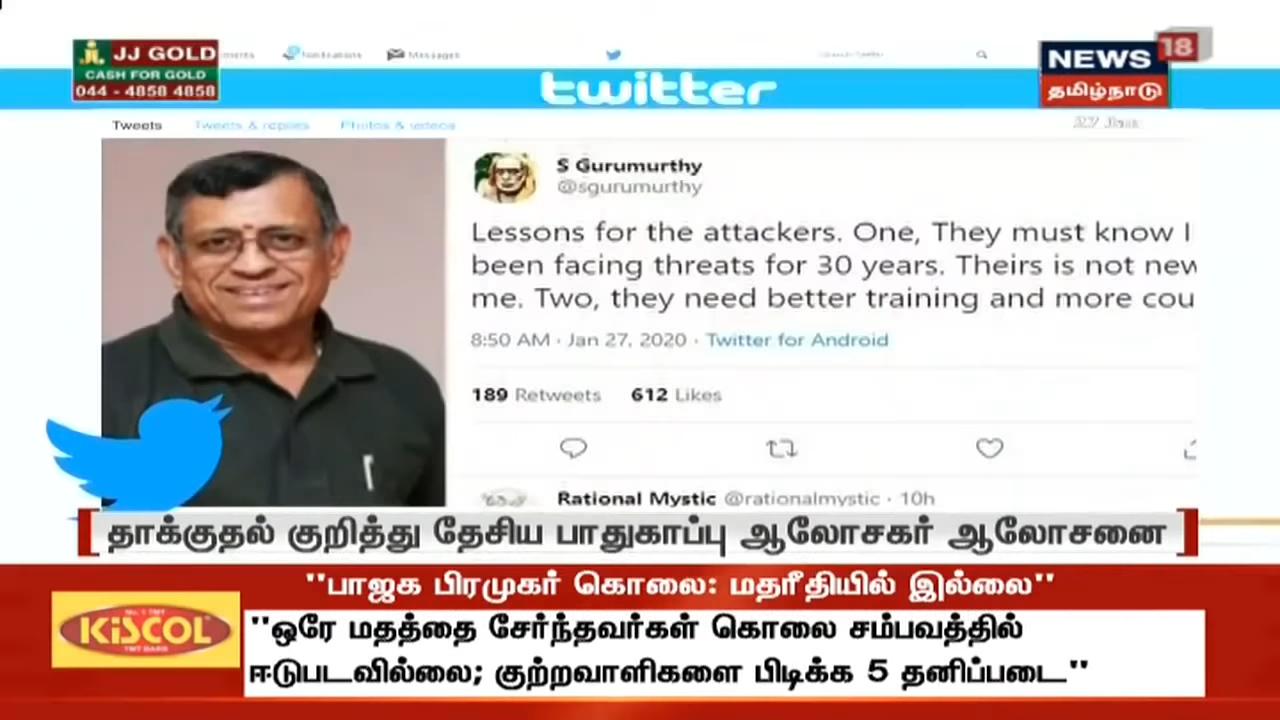 JJ GOLD
CASH FOR GOLD
044 - 4858 4858
Notifications
Messages
twitter
NEWS 18
தமிழ்நாடு
Tweets Tweets & replies Photos & videos
S Gurumurthy
@sgurumurthy
Lessons for the attackers. One, They must know I
been facing threats for 30 years. Theirs is not new
me. Two, they need better training and more cou
8:50 AM · Jan 27, 2020 · Twitter for Android
189 Retweets 612 Likes
Rational Mystic @rationalmystic · 10h
தாக்குதல் குறித்து தேசிய பாதுகாப்பு ஆலோசகர் ஆலோசனை
"பாஜக பிரமுகர் கொலை: மதரீதியில் இல்லை"
KiSCOL
TMT BARS
"ஒரே மதத்தை சேர்ந்தவர்கள் கொலை சம்பவத்தில்
ஈடுபடவில்லை; குற்றவாளிகளை பிடிக்க 5 தனிப்படை"